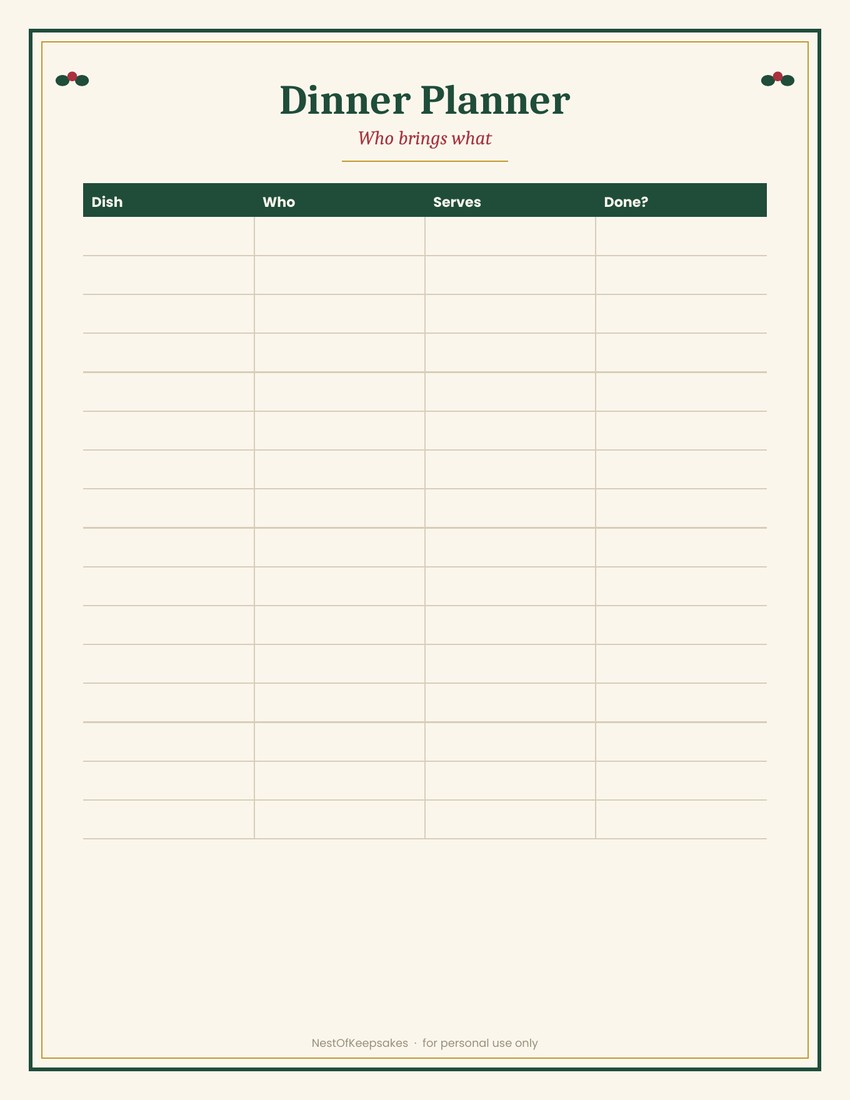 Dinner Planner
Who brings what
Dish Who Serves Done?
NestOfKeepsakes · for personal use only